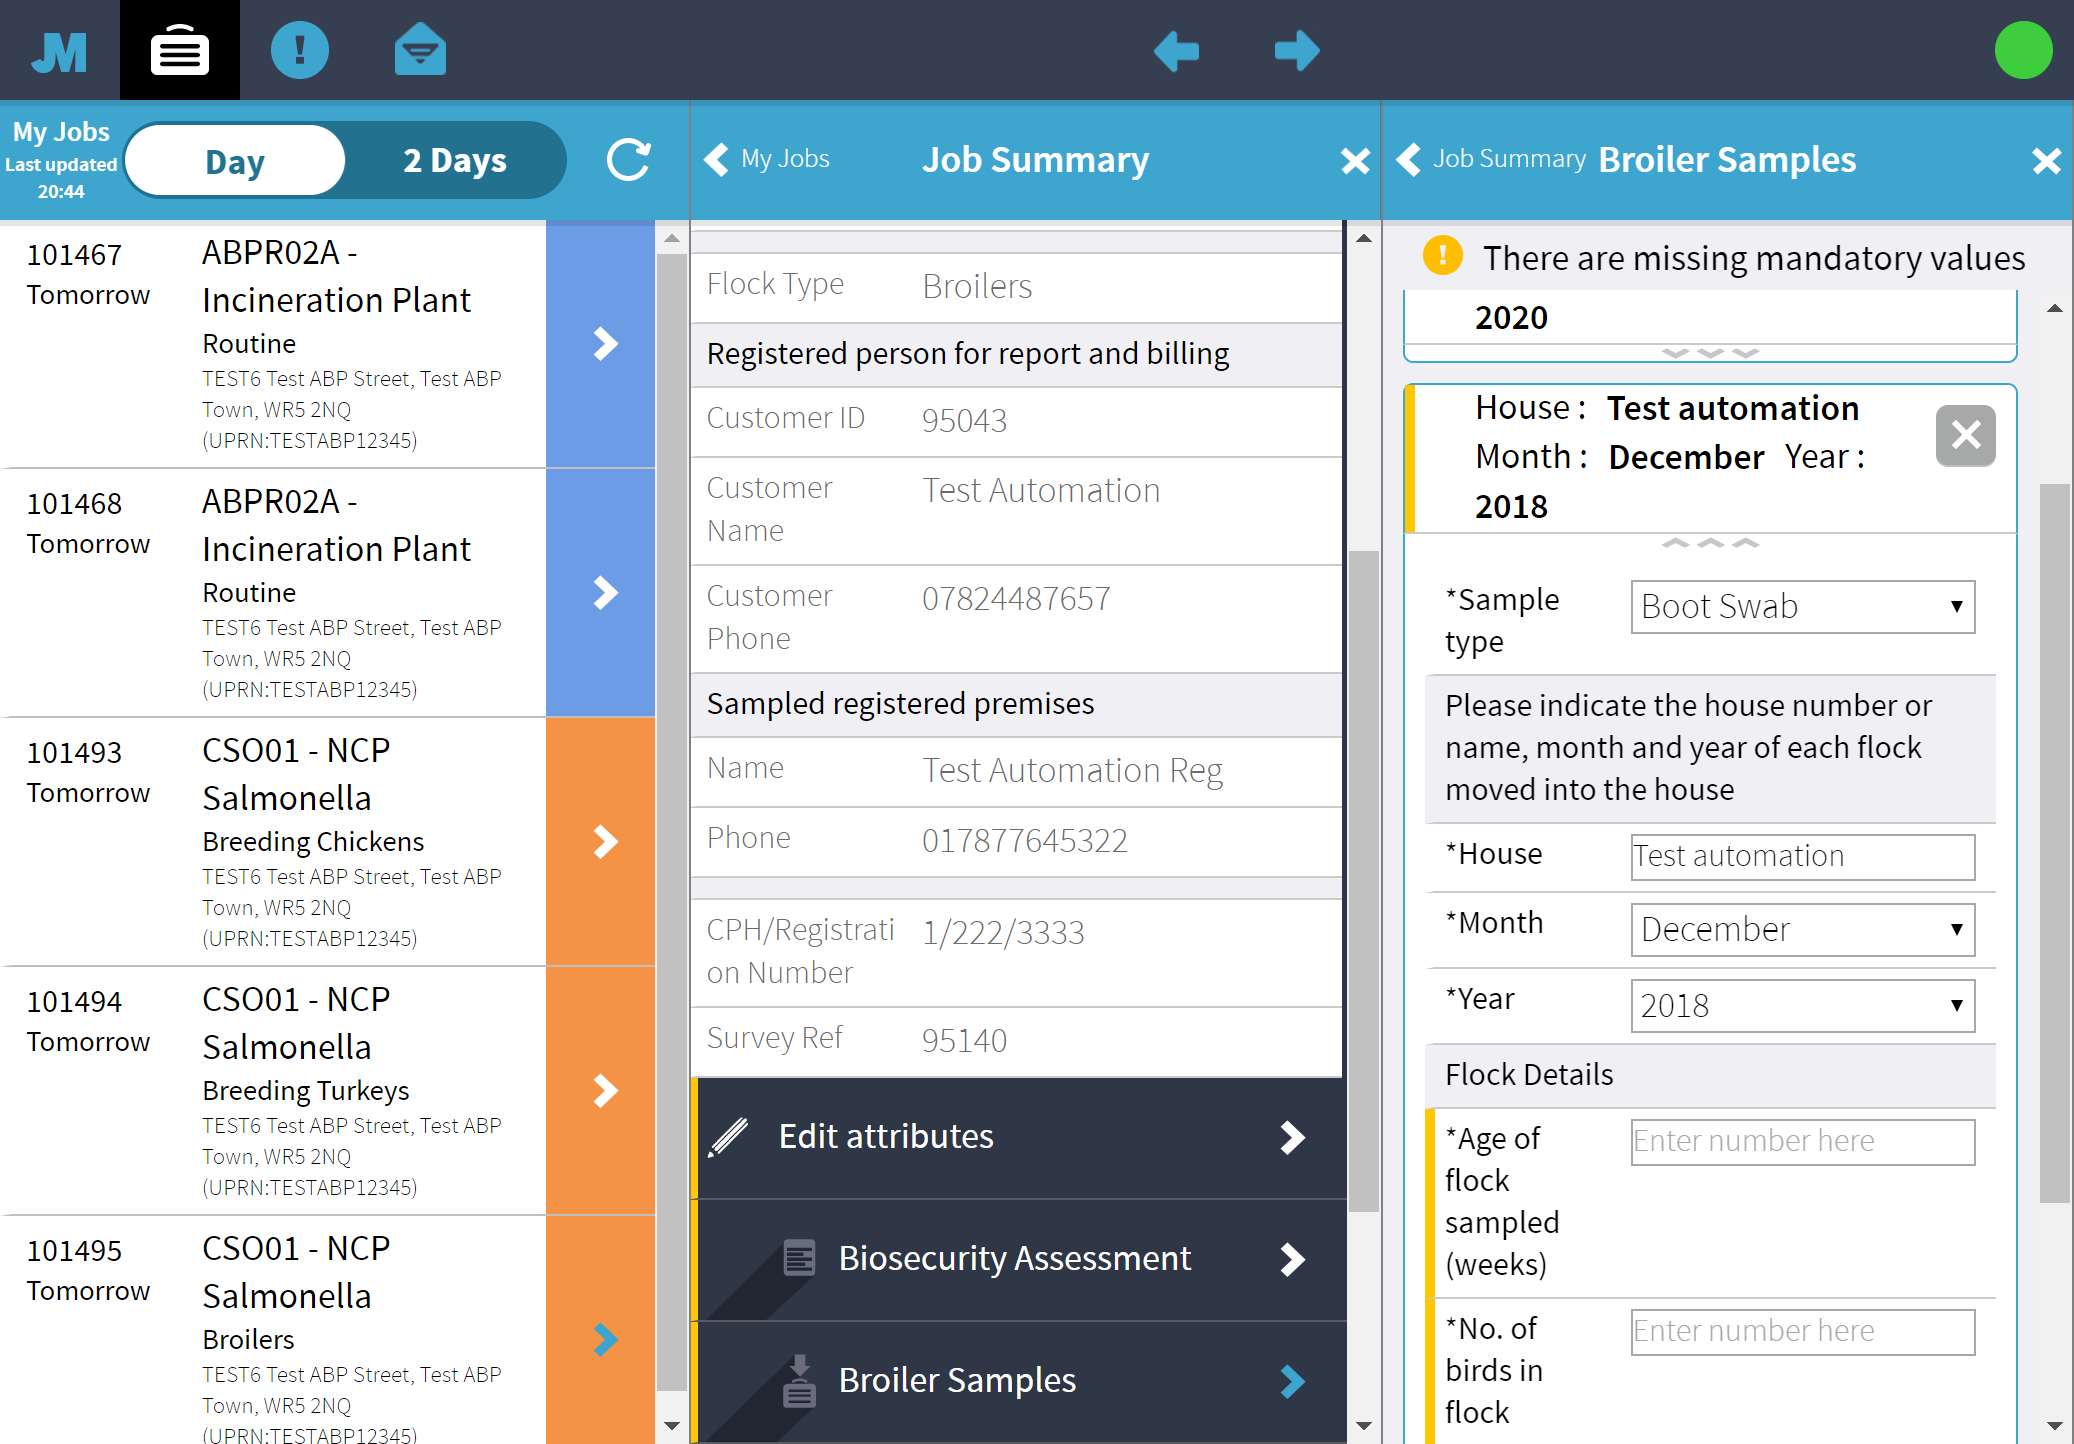 JM
My Jobs
Last updated
20:44
Day
2 Days
My Jobs
Job Summary
Job Summary
Broiler Samples
101467
Tomorrow
ABPR02A -
Incineration Plant
Routine
TEST6 Test ABP Street, Test ABP
Town, WR5 2NQ
(UPRN:TESTABP12345)
101468
Tomorrow
ABPR02A -
Incineration Plant
Routine
TEST6 Test ABP Street, Test ABP
Town, WR5 2NQ
(UPRN:TESTABP12345)
101493
Tomorrow
CSO01 - NCP
Salmonella
Breeding Chickens
TEST6 Test ABP Street, Test ABP
Town, WR5 2NQ
(UPRN:TESTABP12345)
101494
Tomorrow
CSO01 - NCP
Salmonella
Breeding Turkeys
TEST6 Test ABP Street, Test ABP
Town, WR5 2NQ
(UPRN:TESTABP12345)
101495
Tomorrow
CSO01 - NCP
Salmonella
Broilers
TEST6 Test ABP Street, Test ABP
Town, WR5 2NQ
(UPRN:TESTABP12345)
Flock Type Broilers
Registered person for report and billing
Customer ID 95043
Customer
Name
Test Automation
Customer
Phone
07824487657
Sampled registered premises
Name Test Automation Reg
Phone 017877645322
CPH/Registrati
on Number
1/222/3333
Survey Ref 95140
Edit attributes
Biosecurity Assessment
Broiler Samples
There are missing mandatory values
2020
House : Test automation
Month : December Year :
2018
*Sample
type
Boot Swab
Please indicate the house number or
name, month and year of each flock
moved into the house
*House Test automation
*Month December
*Year 2018
Flock Details
*Age of
flock
sampled
(weeks)
Enter number here
*No. of
birds in
flock
Enter number here